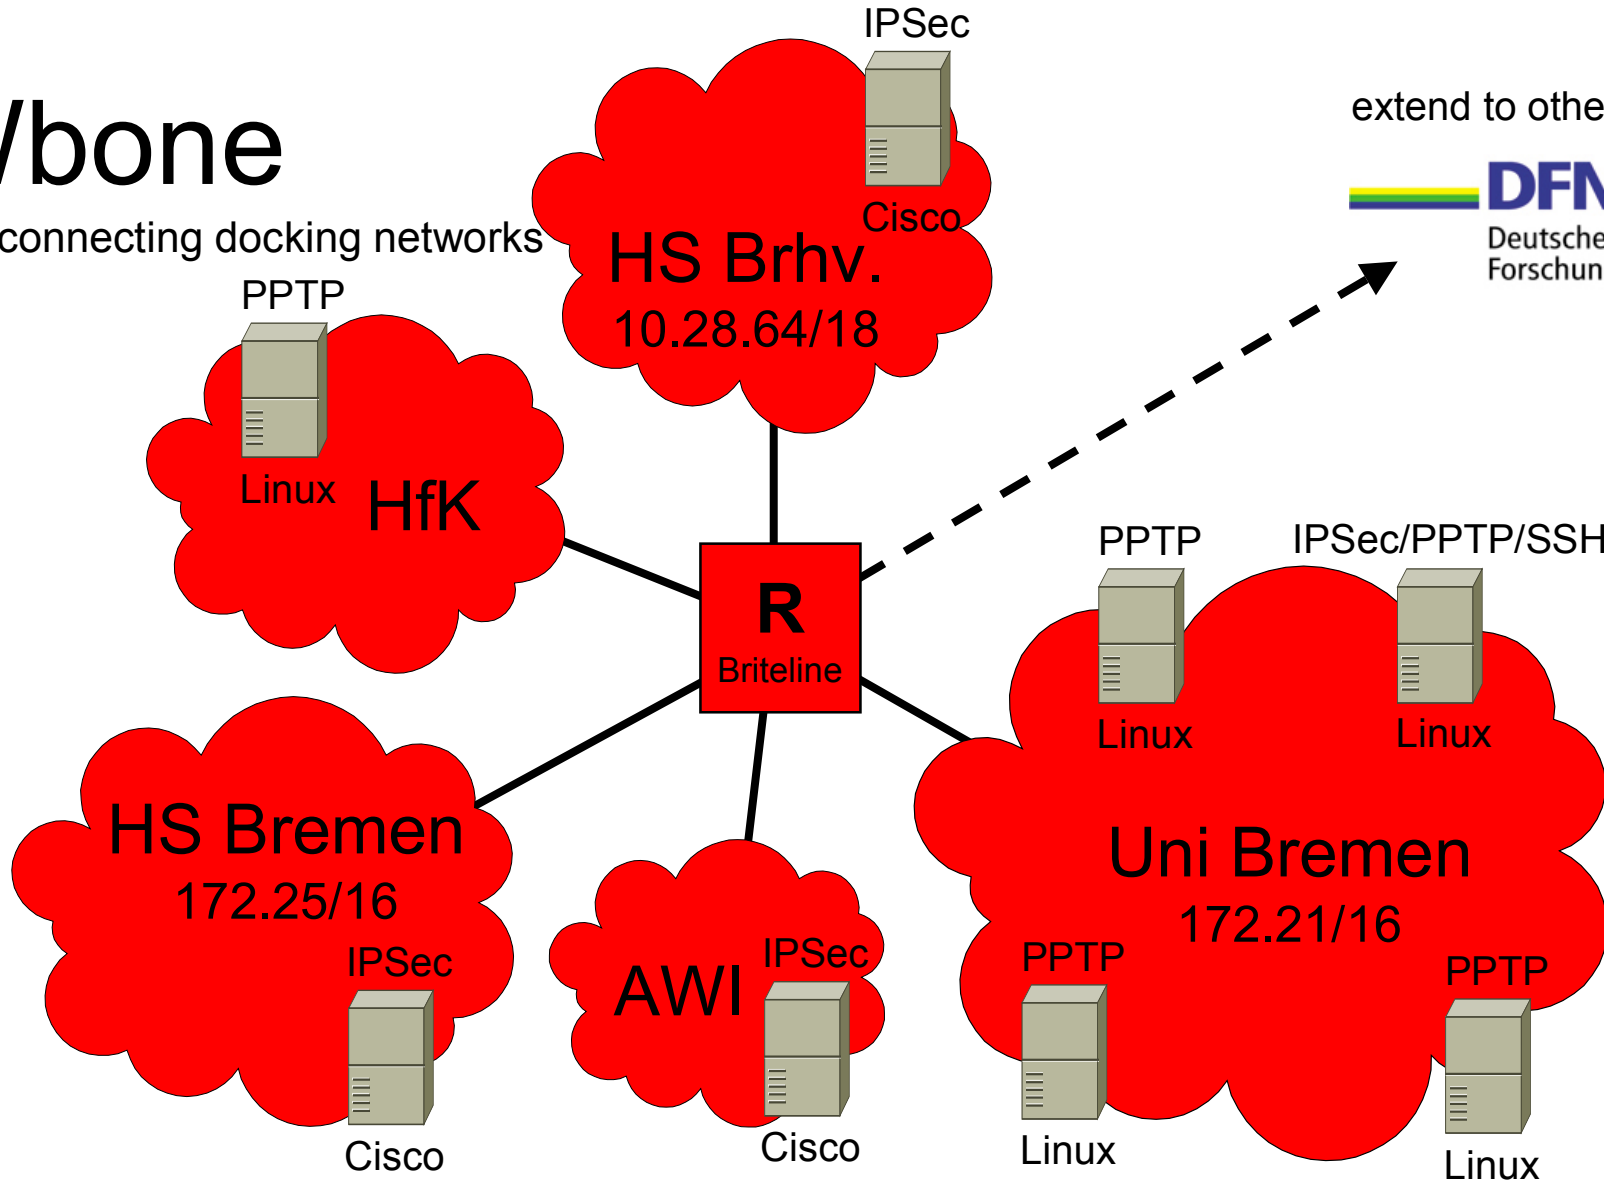 /bone
connecting docking networks
IPSec
Cisco
HS Brhv.
10.28.64/18
extend to othe
DFN
Deutsche
Forschun
PPTP
Linux
HfK
R
Briteline
PPTP
Linux
IPSec/PPTP/SSH
Linux
HS Bremen
172.25/16
IPSec
Cisco
AWI
IPSec
Cisco
Uni Bremen
172.21/16
PPTP
Linux
PPTP
Linux